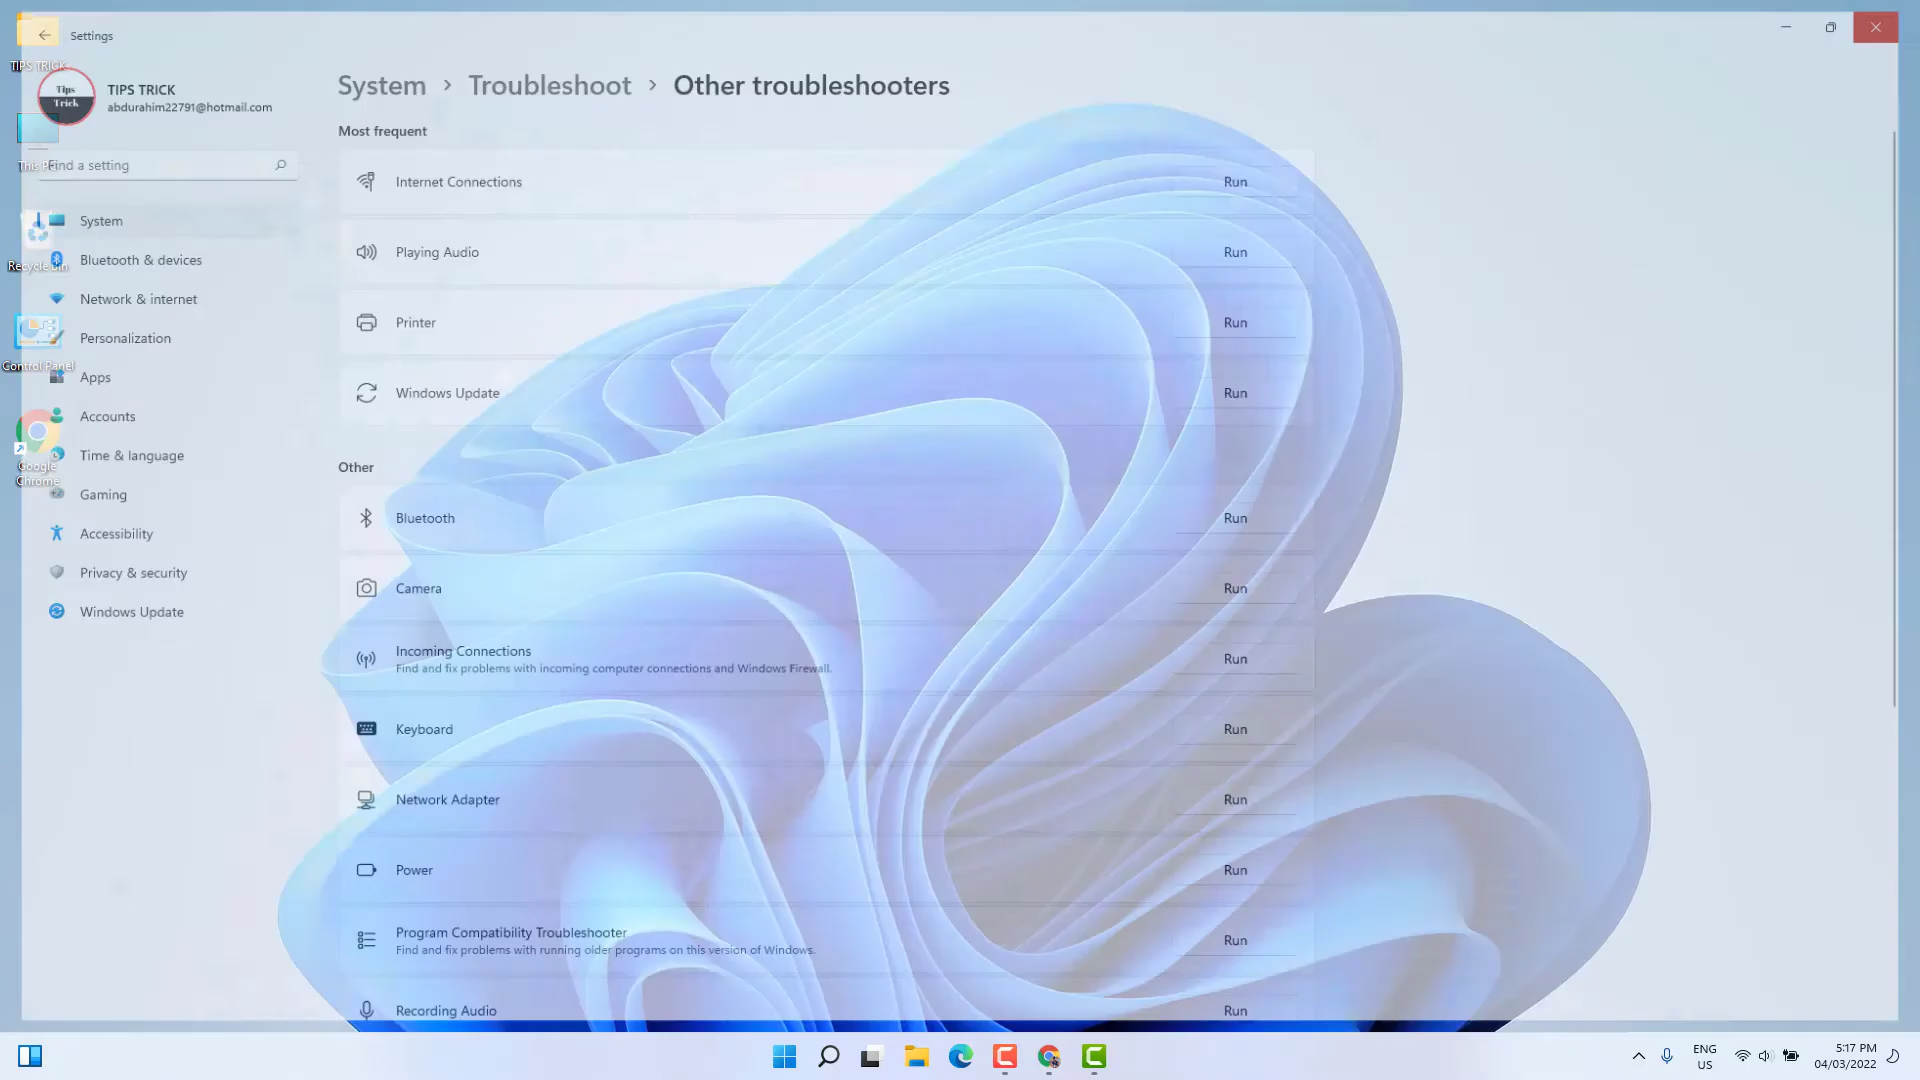 Settings
TIPS TRICK
Tips
Trick
TIPS TRICK
abdurahim22791@hotmail.com
This PC
Find a setting
System
Recycle Bin
Bluetooth & devices
Network & internet
Personalization
Control Panel
Apps
Accounts
Time & language
Google
Chrome
Gaming
Accessibility
Privacy & security
Windows Update
System > Troubleshoot > Other troubleshooters
Most frequent
Internet Connections Run
Playing Audio Run
Printer Run
Windows Update Run
Other
Bluetooth Run
Camera Run
Incoming Connections Run
Find and fix problems with incoming computer connections and Windows Firewall.
Keyboard Run
Network Adapter Run
Power Run
Program Compatibility Troubleshooter Run
Find and fix problems with running older programs on this version of Windows.
Recording Audio Run
ENG
US
5:17 PM
04/03/2022